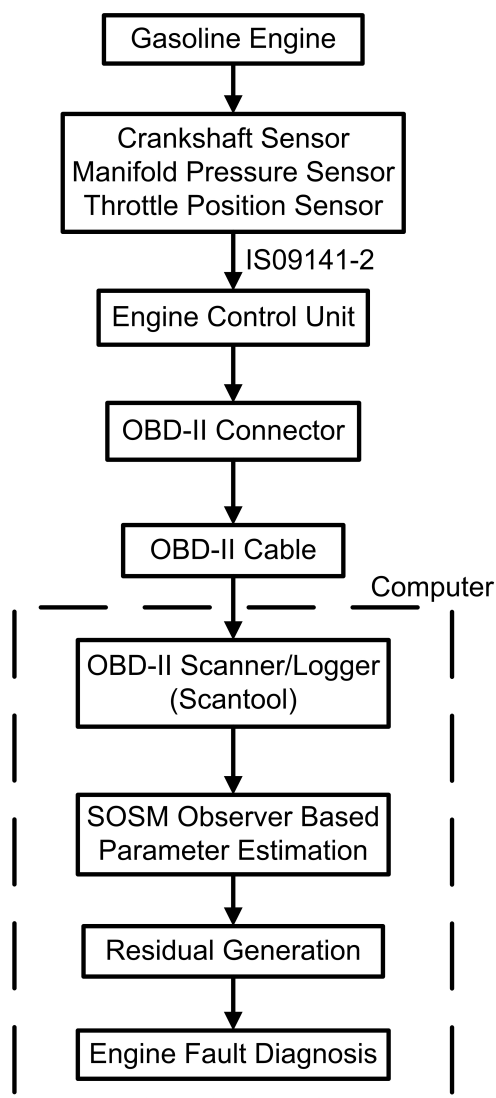 Gasoline Engine
Crankshaft Sensor
Manifold Pressure Sensor
Throttle Position Sensor
IS09141-2
Engine Control Unit
OBD-II Connector
OBD-II Cable
Computer
OBD-II Scanner/Logger
(Scantool)
SOSM Observer Based
Parameter Estimation
Residual Generation
Engine Fault Diagnosis